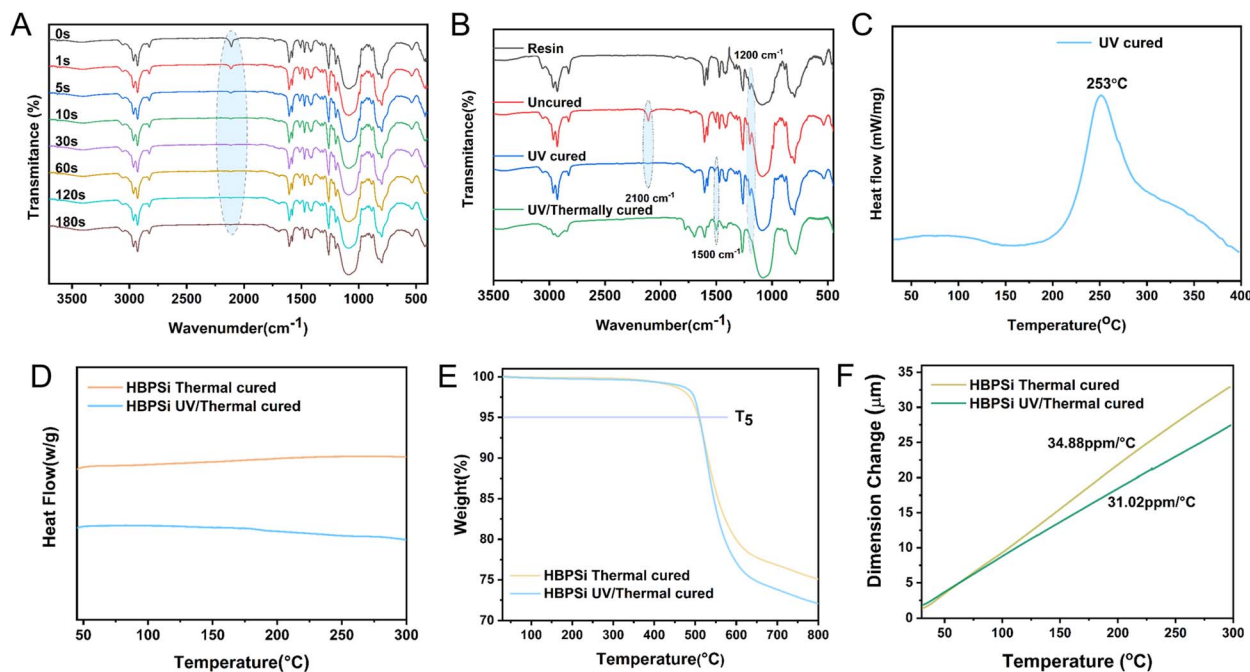 A
0s
1s
5s
10s
30s
60s
120s
180s
Transmitance (%)
3500 3000 2500 2000 1500 1000 500
Wavenumder(cm-1)
B
Resin
1200 cm-1
Uncured
UV cured
2100 cm-1
UV/Thermally cured
1500 cm-1
Transmitance(%)
3500 3000 2500 2000 1500 1000 500
Wavenumber(cm-1)
C
UV cured
253°C
Heat flow (mW/mg)
50 100 150 200 250 300 350 400
Temperature(°C)
D
HBPSi Thermal cured
HBPSi UV/Thermal cured
Heat Flow(w/g)
50 100 150 200 250 300
Temperature(°C)
E
100
95
90
85
80
75
70
T5
HBPSi Thermal cured
HBPSi UV/Thermal cured
Weight(%)
100 200 300 400 500 600 700 800
Temperature(°C)
F
35
30
25
20
15
10
5
0
HBPSi Thermal cured
HBPSi UV/Thermal cured
34.88ppm/°C
31.02ppm/°C
Dimension Change (μm)
50 100 150 200 250 300
Temperature (°C)